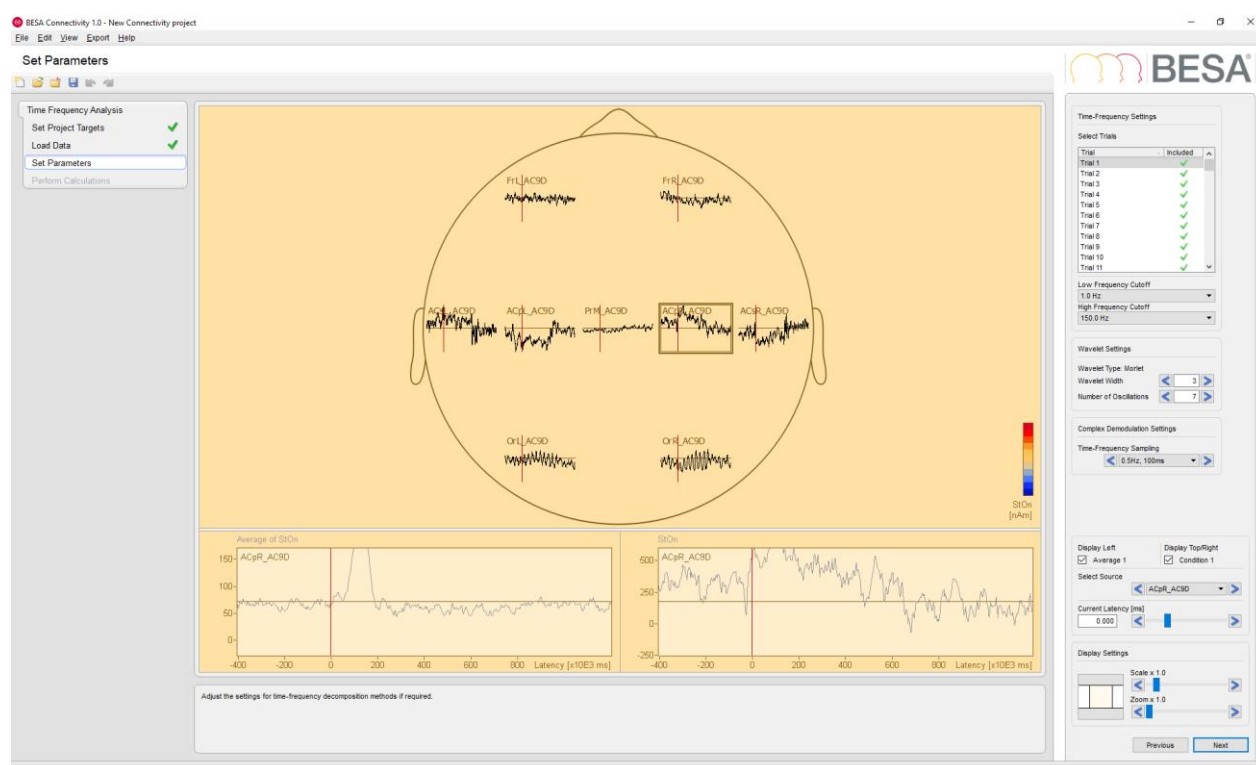 BESA Connectivity 1.0 - New Connectivity project
File Edit View Export Help
Set Parameters
BESA
Time Frequency Analysis
Set Project Targets
Load Data
Set Parameters
Perform Calculations
FrL_AC9D
FrR_AC9D
ACpL_AC9D
PrM_AC9D
ACsR_AC9D
OrL_AC9D
OrR_AC9D
StOn
[nAm]
Average of StOn
ACpR_AC9D
150
100
50
0
-400 -200 0 200 400 600 800 Latency [x10E3 ms]
StOn
ACpR_AC9D
500
250
0
-250
-400 -200 0 200 400 600 800 Latency [x10E3 ms]
Adjust the settings for time-frequency decomposition methods if required.
Time-Frequency Settings
Select Trials
Trial Included
Trial 1
Trial 2
Trial 3
Trial 4
Trial 5
Trial 6
Trial 7
Trial 8
Trial 9
Trial 10
Trial 11
Low Frequency Cutoff
1.0 Hz
High Frequency Cutoff
150.0 Hz
Wavelet Settings
Wavelet Type: Morlet
Wavelet Width 3
Number of Oscillations 7
Complex Demodulation Settings
Time-Frequency Sampling
0.5Hz, 100ms
Display Left Display Top/Right
Average 1 Condition 1
Select Source
ACpR_AC9D
Current Latency [ms]
0.000
Display Settings
Scale x 1.0
Zoom x 1.0
Previous Next